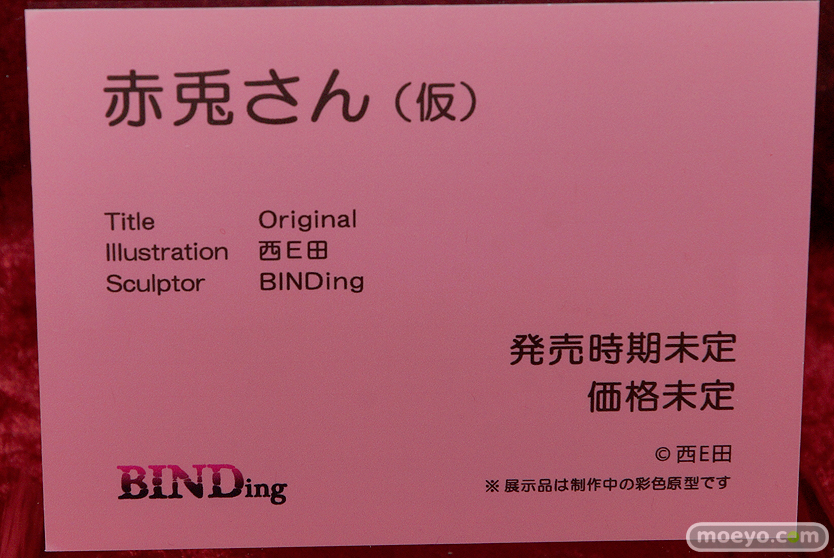 赤兎さん（仮）
Title Original
Illustration 西E田
Sculptor BINDing
発売時期未定
価格未定
©西E田
BINDing
※展示品は制作中の彩色原型です
moeyo.com